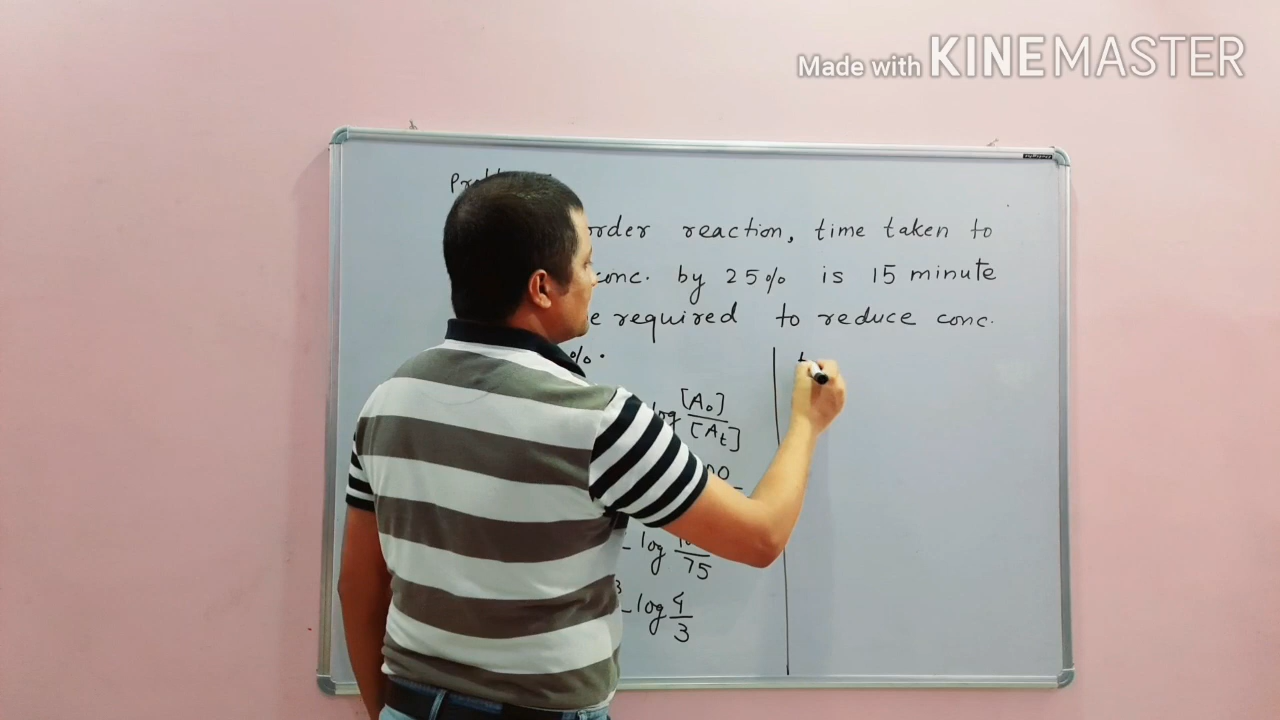 Made with KINEMASTER
order reaction, time taken to
conc. by 25% is 15 minute
required to reduce conc.
%.
log [A₀]/[Aₜ]
log 100/75
log 4/3